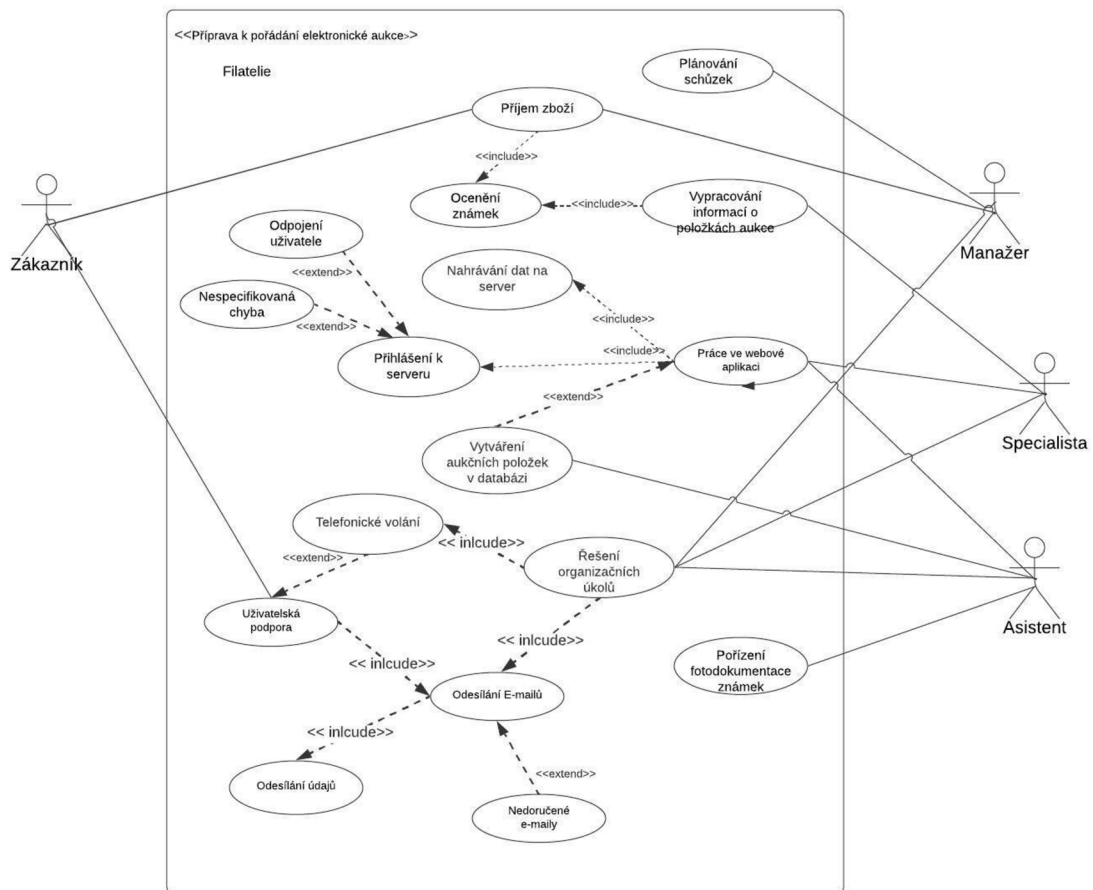 <<Příprava k pořádání elektronické aukce>>
Filatelie
Plánování
schůzek
Příjem zboží
<<include>>
Ocenění
známek
<<include>>
Vypracování
informací o
položkách aukce
Zákazník
Manažer
Odpojení
uživatele
<<extend>>
Nespecifikovaná
chyba
<<extend>>
Nahrávání dat na
server
<<include>>
Přihlášení k
serveru
<<include>>
Práce ve webové
aplikaci
<<extend>>
Specialista
Vytváření
aukčních položek
v databázi
Telefonické volání
<< inlcude>>
<<extend>>
Řešení
organizačních
úkolů
Asistent
Uživatelská
podpora
<< inlcude>>
<< inlcude>>
Pořízení
fotodokumentace
známek
Odesílání E-mailů
<< inlcude>>
Odesílání údajů
<<extend>>
Nedoručené
e-maily